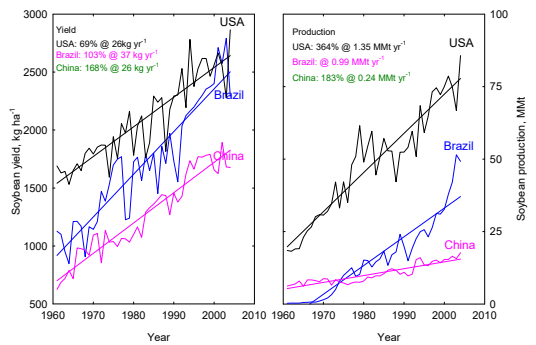 Yield
USA: 69% @ 26kg yr-1
Brazil: 103% @ 37 kg yr-1
China: 168% @ 26 kg yr-1
USA
Brazil
China
3000
2500
2000
1500
1000
500
Soybean yield, kg ha-1
1960 1970 1980 1990 2000 2010
Year
Production
USA: 364% @ 1.35 MMt yr-1
Brazil: @ 0.99 MMt yr-1
China: 183% @ 0.24 MMt yr-1
USA
Brazil
China
100
75
50
25
0
Soybean production, MMt
1960 1970 1980 1990 2000 2010
Year